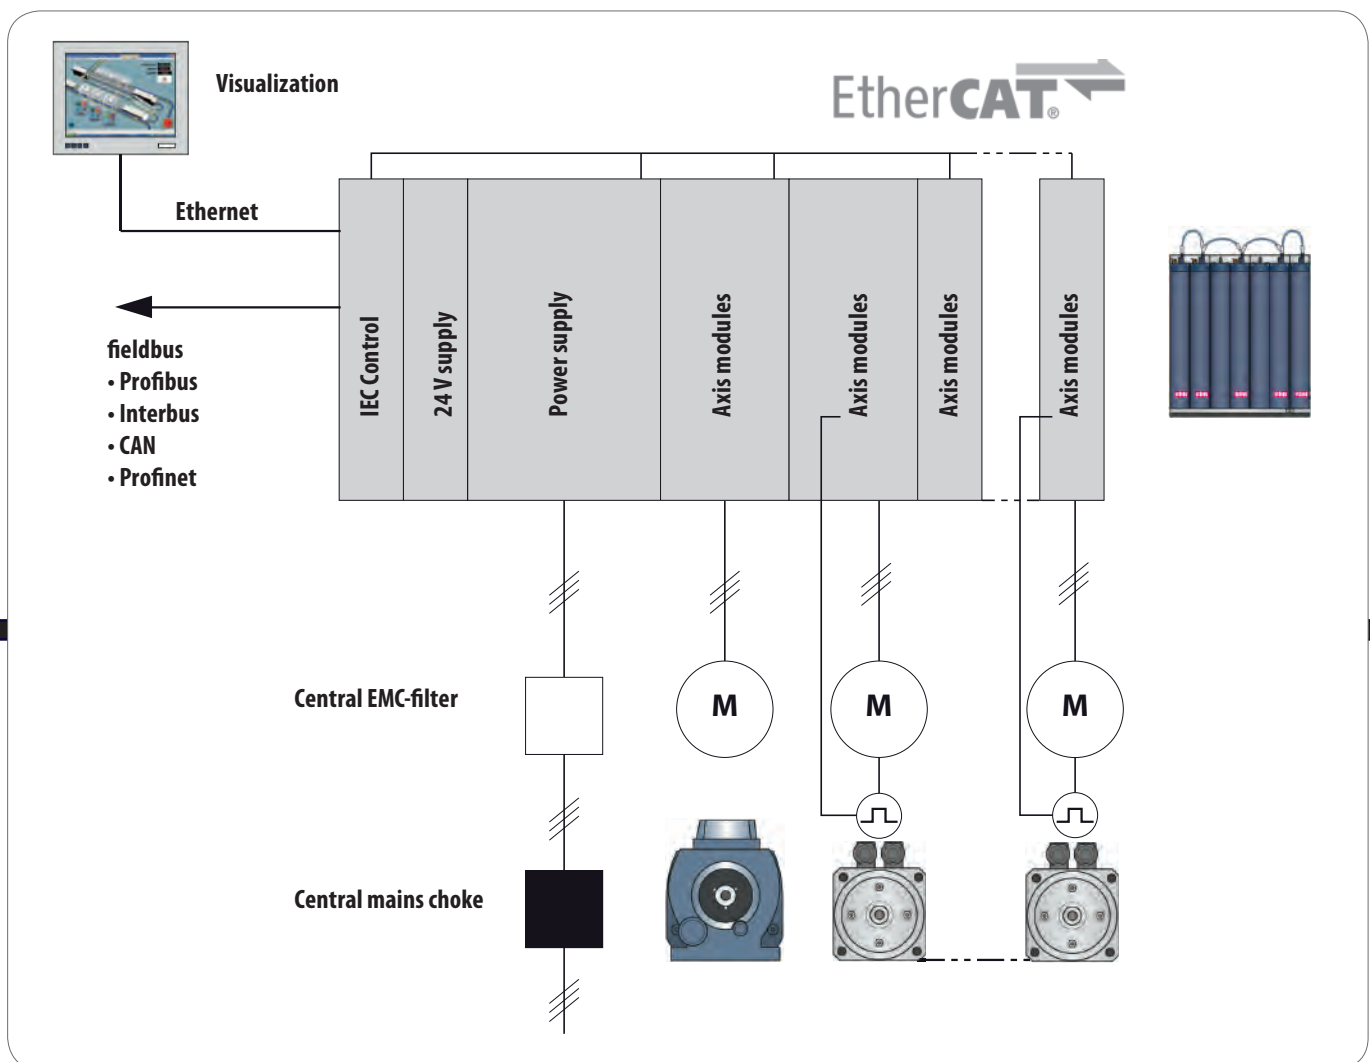 Visualization
EtherCAT®
Ethernet
fieldbus
• Profibus
• Interbus
• CAN
• Profinet
IEC Control
24 V supply
Power supply
Axis modules
Axis modules
Axis modules
Axis modules
Central EMC-filter
M
M
M
Central mains choke